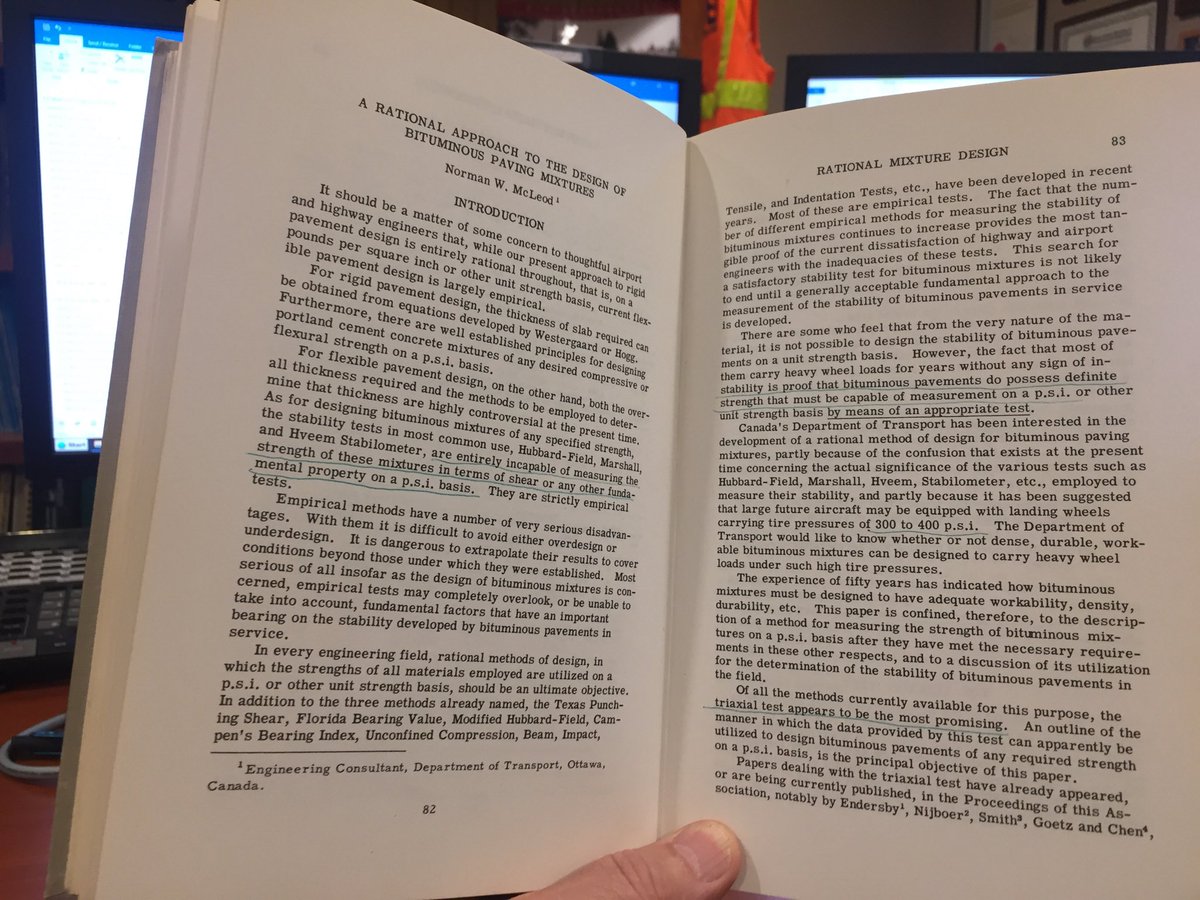 A RATIONAL APPROACH TO THE DESIGN OF
BITUMINOUS PAVING MIXTURES
Norman W. McLeod¹
INTRODUCTION
It should be a matter of some concern to thoughtful airport
and highway engineers that, while our present approach to rigid
pavement design is entirely rational throughout, that is, on a
pounds per square inch or other unit strength basis, current flex-
ible pavement design is largely empirical.
For rigid pavement design, the thickness of slab required can
be obtained from equations developed by Westergaard or Hogg.
Furthermore, there are well established principles for designing
portland cement concrete mixtures of any desired compressive or
flexural strength on a p.s.i. basis.
For flexible pavement design, on the other hand, both the over-
all thickness required and the methods to be employed to deter-
mine that thickness are highly controversial at the present time.
As for designing bituminous mixtures of any specified strength,
the stability tests in most common use, Hubbard-Field, Marshall,
and Hveem Stabilometer, are entirely incapable of measuring the
strength of these mixtures in terms of shear or any other funda-
mental property on a p.s.i. basis. They are strictly empirical
tests.
Empirical methods have a number of very serious disadvan-
tages. With them it is difficult to avoid either overdesign or
underdesign. It is dangerous to extrapolate their results to cover
conditions beyond those under which they were established. Most
serious of all insofar as the design of bituminous mixtures is con-
cerned, empirical tests may completely overlook, or be unable to
take into account, fundamental factors that have an important
bearing on the stability developed by bituminous pavements in
service.
In every engineering field, rational methods of design, in
which the strengths of all materials employed are utilized on a
p.s.i. or other unit strength basis, should be an ultimate objective.
In addition to the three methods already named, the Texas Punch-
ing Shear, Florida Bearing Value, Modified Hubbard-Field, Cam-
pen's Bearing Index, Unconfined Compression, Beam, Impact,
¹Engineering Consultant, Department of Transport, Ottawa,
Canada.
82
83
RATIONAL MIXTURE DESIGN
Tensile, and Indentation Tests, etc., have been developed in recent
years. Most of these are empirical tests. The fact that the num-
ber of different empirical methods for measuring the stability of
bituminous mixtures continues to increase provides the most tan-
gible proof of the current dissatisfaction of highway and airport
engineers with the inadequacies of these tests. This search for
a satisfactory stability test for bituminous mixtures is not likely
to end until a generally acceptable fundamental approach to the
measurement of the stability of bituminous pavements in service
is developed.
There are some who feel that from the very nature of the ma-
terial, it is not possible to design the stability of bituminous pave-
ments on a unit strength basis. However, the fact that most of
them carry heavy wheel loads for years without any sign of in-
stability is proof that bituminous pavements do possess definite
strength that must be capable of measurement on a p.s.i. or other
unit strength basis by means of an appropriate test.
Canada's Department of Transport has been interested in the
development of a rational method of design for bituminous paving
mixtures, partly because of the confusion that exists at the present
time concerning the actual significance of the various tests such as
Hubbard-Field, Marshall, Hveem, Stabilometer, etc., employed to
measure their stability, and partly because it has been suggested
that large future aircraft may be equipped with landing wheels
carrying tire pressures of 300 to 400 p.s.i. The Department of
Transport would like to know whether or not dense, durable, work-
able bituminous mixtures can be designed to carry heavy wheel
loads under such high tire pressures.
The experience of fifty years has indicated how bituminous
mixtures must be designed to have adequate workability, density,
durability, etc. This paper is confined, therefore, to the descrip-
tion of a method for measuring the strength of bituminous mix-
tures on a p.s.i. basis after they have met the necessary require-
ments in these other respects, and to a discussion of its utilization
for the determination of the stability of bituminous pavements in
the field.
Of all the methods currently available for this purpose, the
triaxial test appears to be the most promising. An outline of the
manner in which the data provided by this test can apparently be
utilized to design bituminous pavements of any required strength
on a p.s.i. basis, is the principal objective of this paper.
Papers dealing with the triaxial test have already appeared,
or are being currently published, in the Proceedings of this As-
sociation, notably by Endersby¹, Nijboer², Smith³, Goetz and Chen⁴,